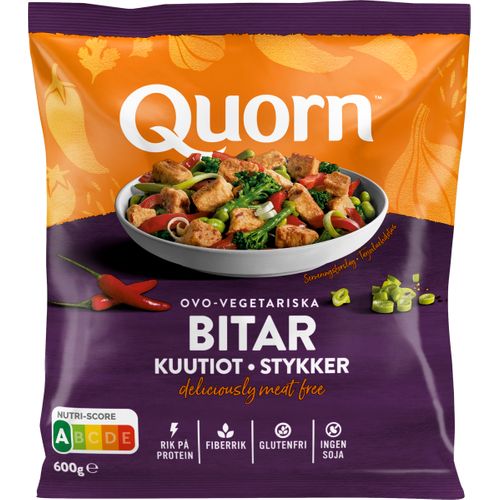 Quorn™
Serveringsförslag • Tarjoiluehdotus
OVO-VEGETARISKA
BITAR
KUUTIOT • STYKKER
deliciously meat free
NUTRI-SCORE
A B C D E
600g ℮
RIK PÅ
PROTEIN
FIBERRIK
GLUTENFRI
INGEN
SOJA